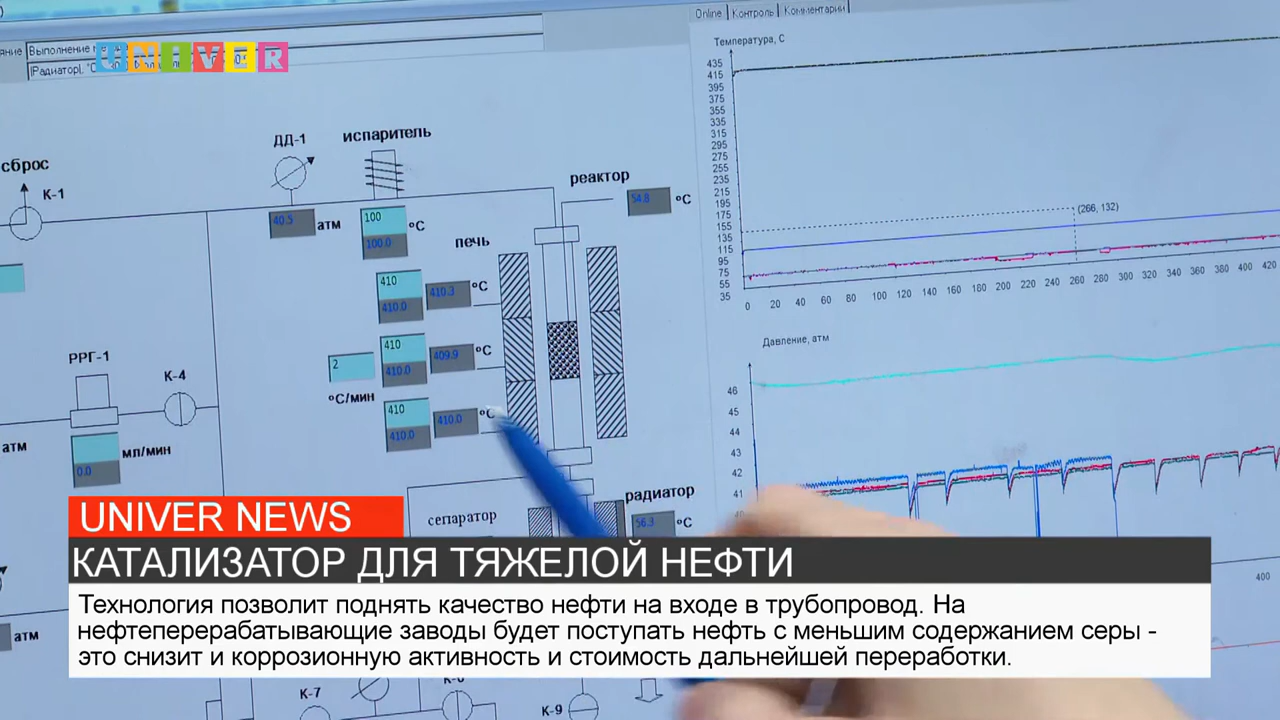 Online Контроль Комментарии
Выполнение
UNIVER
Радиатор
Температура, С
435
415
395
375
355
335
315
295
275
255
235
215
195
175
155
135
115
95
75
55
35
(266, 132)
0 20 40 60 80 100 120 140 160 180 200 220 240 260 280 300 320 340 360 380 400 420
сброс
К-1
ДД-1
испаритель
реактор
54.8 °С
40.5 атм
100 °С
100.0
печь
410
410.0 410.3 °С
410
410.0 409.9 °С
2
°С/мин
410
410.0 410.0 °С
РРГ-1
К-4
атм
мл/мин
0.0
Давление, атм
46
45
44
43
42
41
400
сепаратор
радиатор
56.3 °С
UNIVER NEWS
КАТАЛИЗАТОР ДЛЯ ТЯЖЕЛОЙ НЕФТИ
Технология позволит поднять качество нефти на входе в трубопровод. На
нефтеперерабатывающие заводы будет поступать нефть с меньшим содержанием серы -
это снизит и коррозионную активность и стоимость дальнейшей переработки.
атм
К-7
К-9